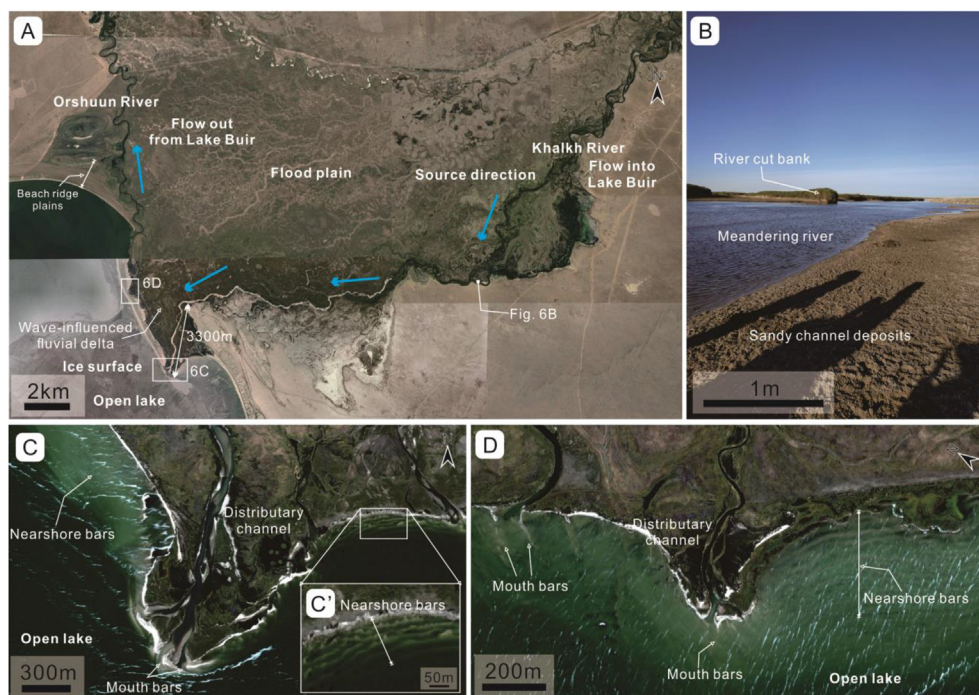 A
Orshuun River
Flow out
from Lake Buir
Beach ridge
plains
Flood plain
Source direction
Khalkh River
Flow into
Lake Buir
6D
Wave-influenced
fluvial delta
3300m
Fig. 6B
Ice surface
6C
2km
Open lake
B
River cut bank
Meandering river
Sandy channel deposits
1m
C
Nearshore bars
Distributary
channel
Open lake
Mouth bars
300m
C'
Nearshore bars
50m
D
Distributary
channel
Mouth bars
Nearshore bars
Mouth bars
200m
Open lake